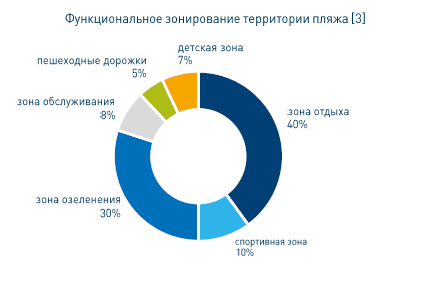 Функциональное зонирование территории пляжа [3]
детская зона
7%
пешеходные дорожки
5%
зона обслуживания
8%
зона отдыха
40%
зона озеленения
30%
спортивная зона
10%